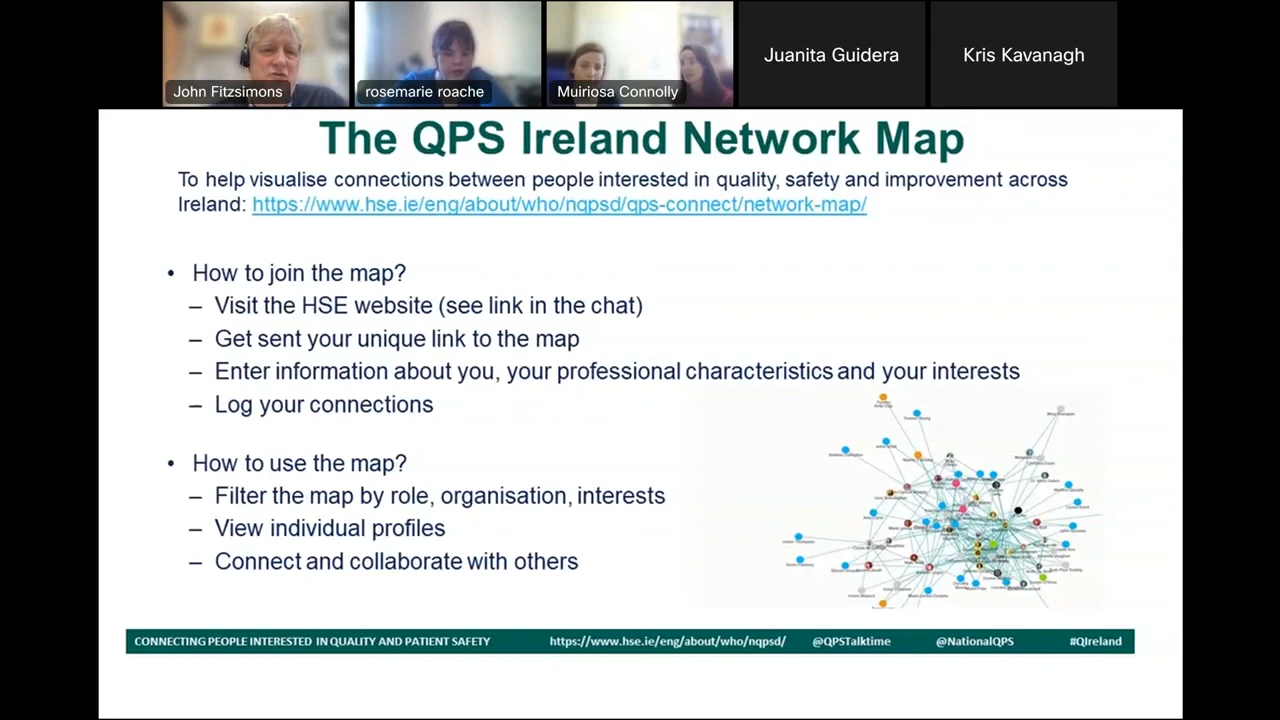 John Fitzsimons
rosemarie roache
Muiriosa Connolly
Juanita Guidera
Kris Kavanagh
The QPS Ireland Network Map
To help visualise connections between people interested in quality, safety and improvement across
Ireland: https://www.hse.ie/eng/about/who/nqpsd/qps-connect/network-map/
• How to join the map?
– Visit the HSE website (see link in the chat)
– Get sent your unique link to the map
– Enter information about you, your professional characteristics and your interests
– Log your connections
• How to use the map?
– Filter the map by role, organisation, interests
– View individual profiles
– Connect and collaborate with others
CONNECTING PEOPLE INTERESTED IN QUALITY AND PATIENT SAFETY https://www.hse.ie/eng/about/who/nqpsd/ @QPSTalktime @NationalQPS #QIreland